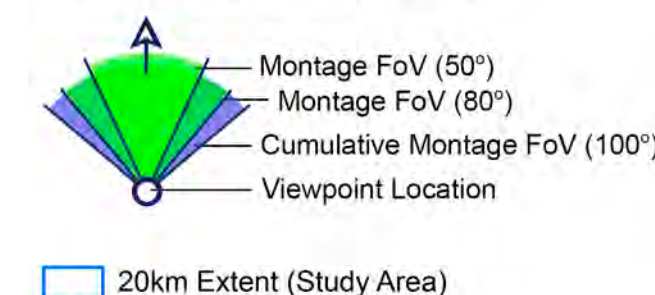 Montage FoV (50°)
Montage FoV (80°)
Cumulative Montage FoV (100°)
Viewpoint Location
20km Extent (Study Area)